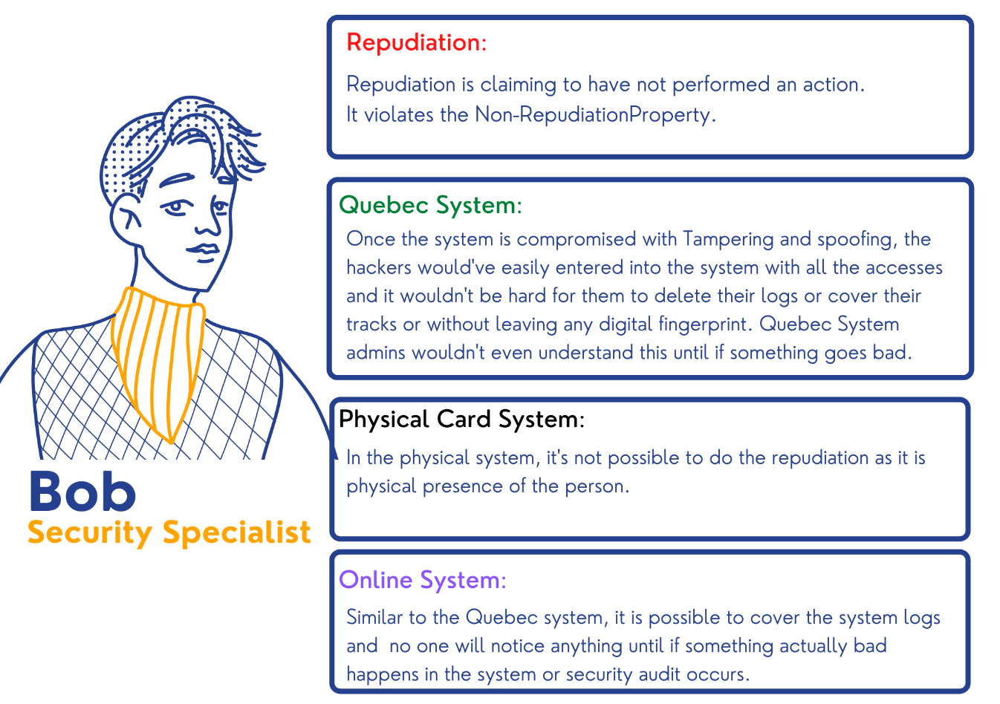 Repudiation:
Repudiation is claiming to have not performed an action.
It violates the Non-RepudiationProperty.
Quebec System:
Once the system is compromised with Tampering and spoofing, the
hackers would've easily entered into the system with all the accesses
and it wouldn't be hard for them to delete their logs or cover their
tracks or without leaving any digital fingerprint. Quebec System
admins wouldn't even understand this until if something goes bad.
Physical Card System:
In the physical system, it's not possible to do the repudiation as it is
physical presence of the person.
Bob
Security Specialist
Online System:
Similar to the Quebec system, it is possible to cover the system logs
and  no one will notice anything until if something actually bad
happens in the system or security audit occurs.